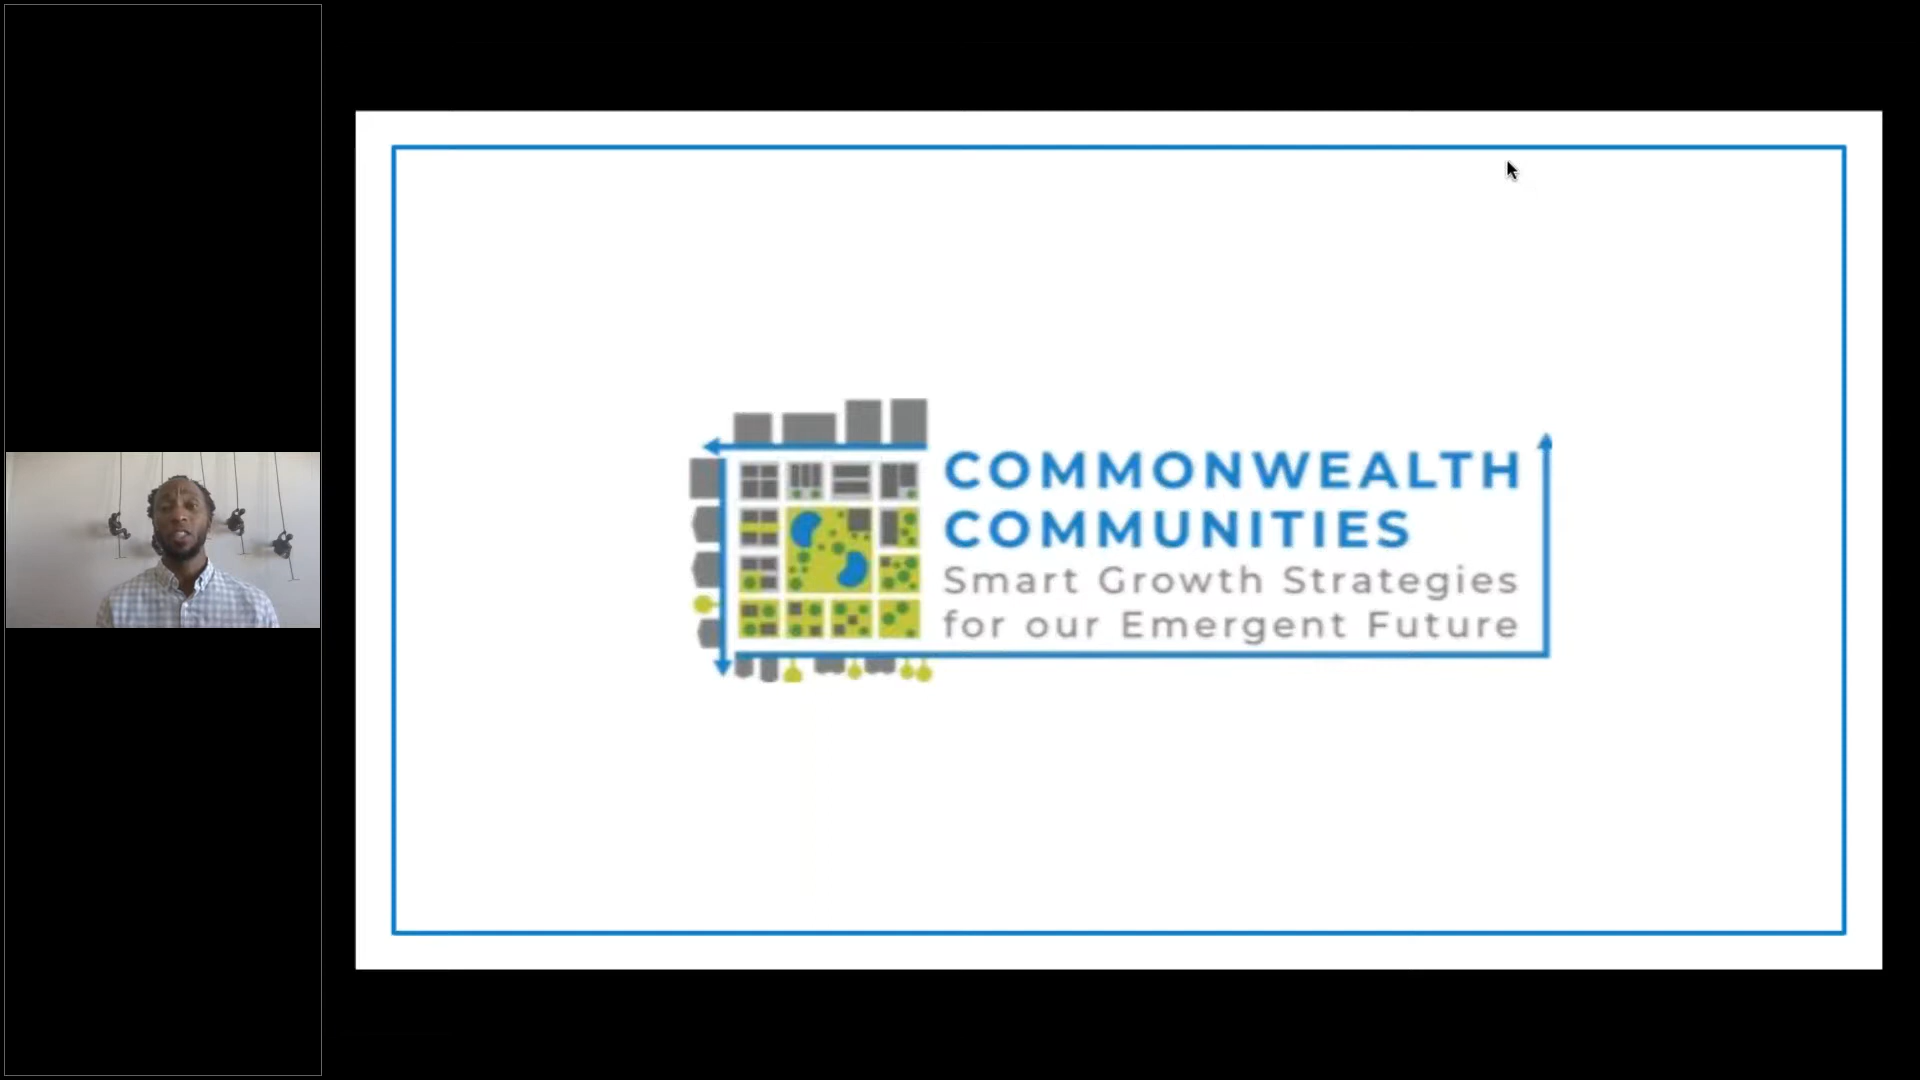 COMMONWEALTH
COMMUNITIES
Smart Growth Strategies
for our Emergent Future